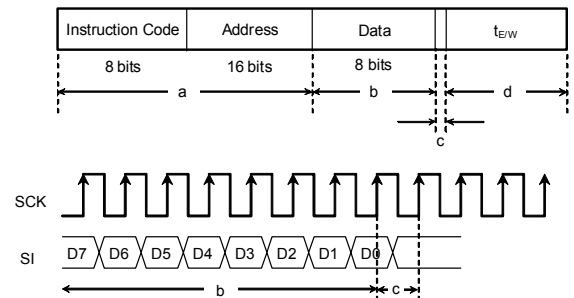 Instruction Code Address Data tE/W
8 bits 16 bits 8 bits
a b d
c
SCK
SI D7 D6 D5 D4 D3 D2 D1 D0
b c